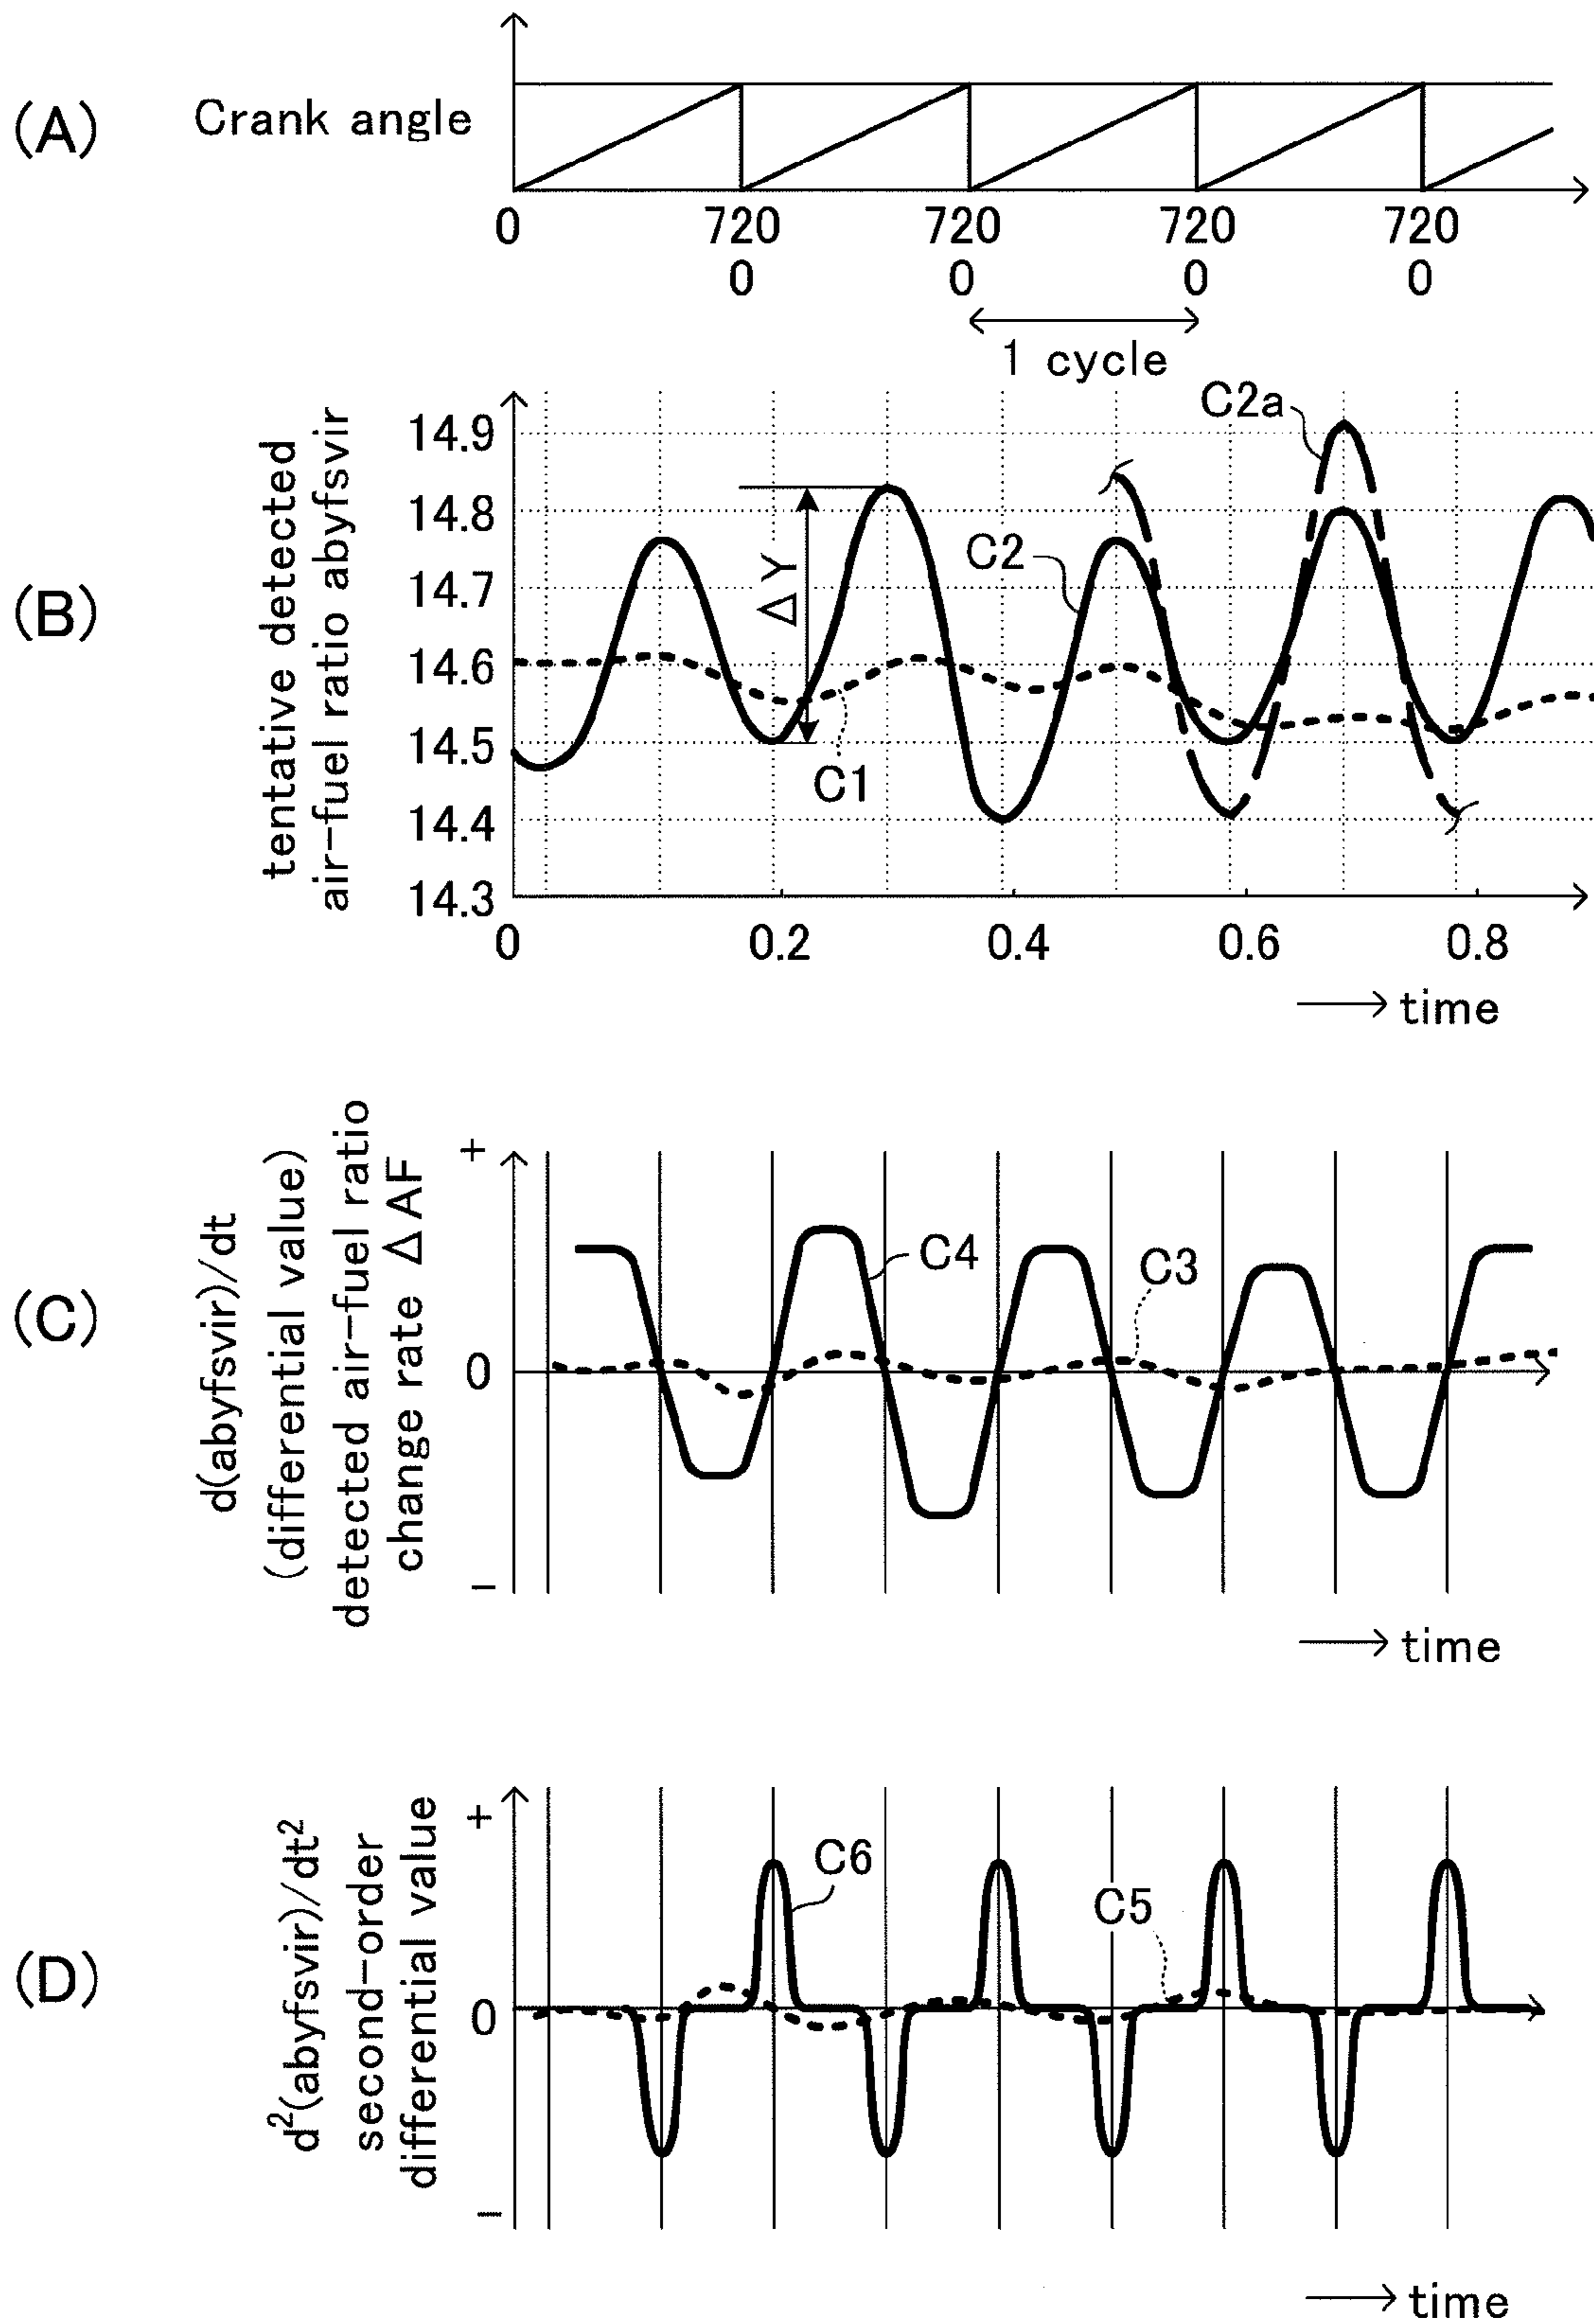 (A)
Crank angle
0 720 720 720 720
0 0 0 0
1 cycle
(B)
tentative detected
air-fuel ratio abyfsvir
14.9
14.8
14.7
14.6
14.5
14.4
14.3
C2a
C2
ΔY
C1
0 0.2 0.4 0.6 0.8
time
(C)
d(abyfsvir)/dt
(differential value)
detected air-fuel ratio
change rate ΔAF
+
0
−
C4
C3
time
(D)
d²(abyfsvir)/dt²
second-order
differential value
+
0
−
C6
C5
time